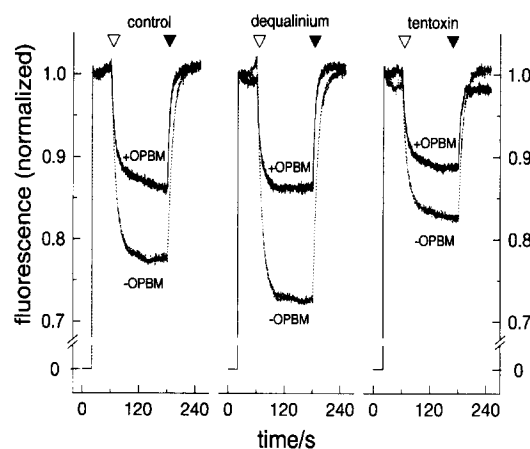 control dequalinium tentoxin
fluorescence (normalized)
1.0 1.0
0.9 0.9
0.8 0.8
0.7 0.7
0 0
+OPBM +OPBM +OPBM
-OPBM -OPBM -OPBM
0 120 240 0 120 240 0 120 240
time/s